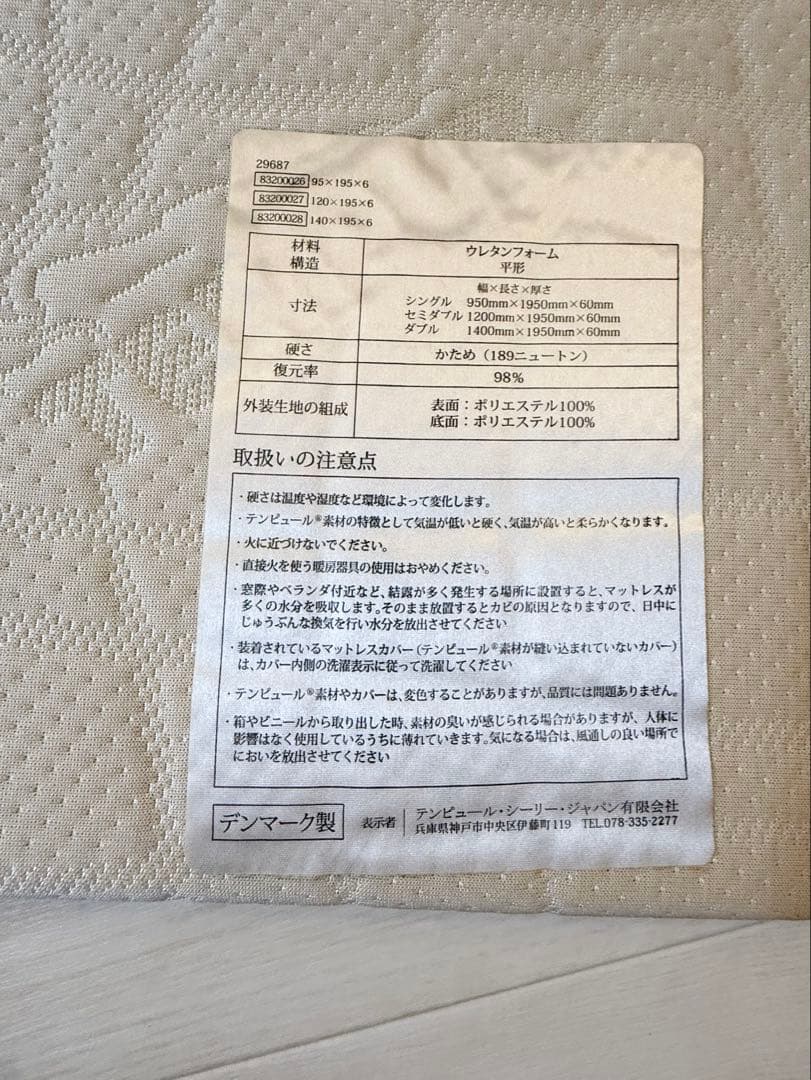 29687
83200026 95×195×6
83200027 120×195×6
83200028 140×195×6
材料 ウレタンフォーム
構造 平形
寸法 幅×長さ×厚さ
シングル 950mm×1950mm×60mm
セミダブル 1200mm×1950mm×60mm
ダブル 1400mm×1950mm×60mm
硬さ かため（189ニュートン）
復元率 98%
外装生地の組成 表面：ポリエステル100%
底面：ポリエステル100%
取扱いの注意点
・硬さは温度や湿度など環境によって変化します。
・テンピュール®素材の特徴として気温が低いと硬く、気温が高いと柔らかくなります。
・火に近づけないでください。
・直接火を使う暖房器具の使用はおやめください。
・窓際やベランダ付近など、結露が多く発生する場所に設置すると、マットレスが
多くの水分を吸収します。そのまま放置するとカビの原因となりますので、日中に
じゅうぶんな換気を行い水分を放出させてください
・装着されているマットレスカバー（テンピュール®素材が縫い込まれていないカバー）
は、カバー内側の洗濯表示に従って洗濯してください
・テンピュール®素材やカバーは、変色することがありますが、品質には問題ありません。
・箱やビニールから取り出した時、素材の臭いが感じられる場合がありますが、人体に
影響はなく使用しているうちに薄れていきます。気になる場合は、風通しの良い場所で
においを放出させてください
デンマーク製 表示者 テンピュール・シーリー・ジャパン有限会社
兵庫県神戸市中央区伊藤町119 TEL.078-335-2277